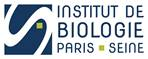 INSTITUT DE
BIOLOGIE
PARIS SEINE